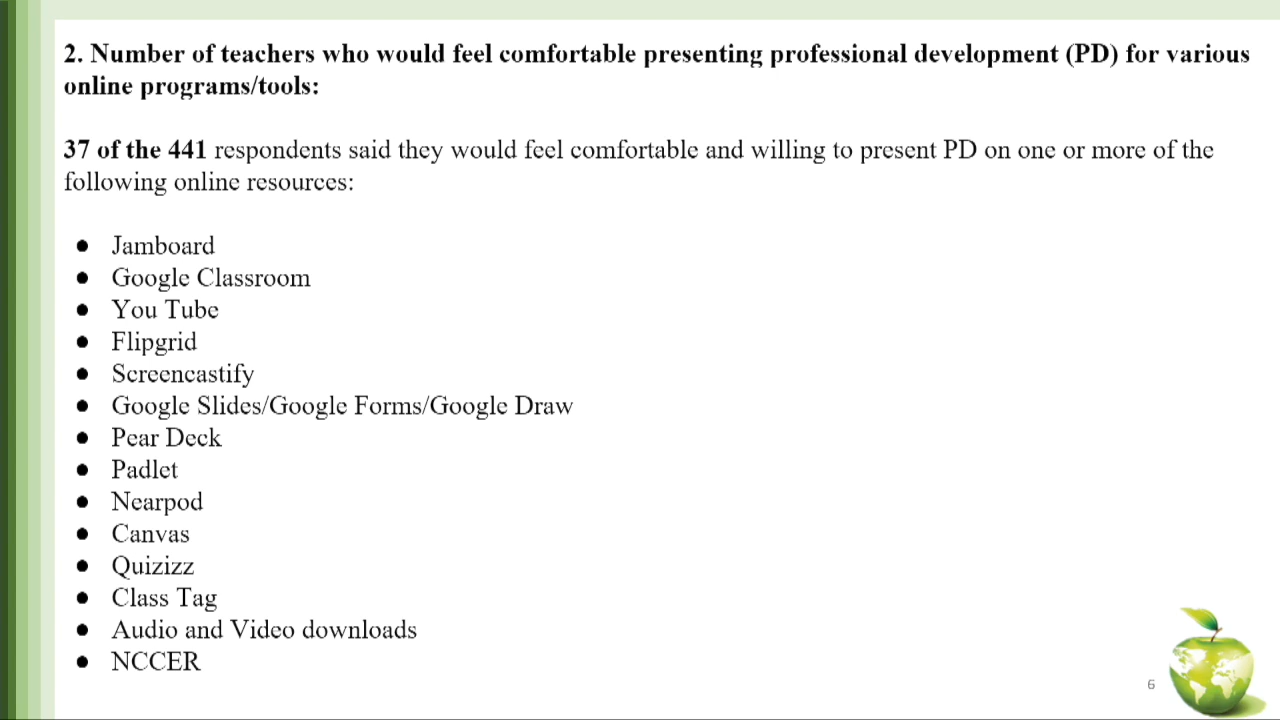 2. Number of teachers who would feel comfortable presenting professional development (PD) for various
online programs/tools:
37 of the 441 respondents said they would feel comfortable and willing to present PD on one or more of the
following online resources:
● Jamboard
● Google Classroom
● You Tube
● Flipgrid
● Screencastify
● Google Slides/Google Forms/Google Draw
● Pear Deck
● Padlet
● Nearpod
● Canvas
● Quizizz
● Class Tag
● Audio and Video downloads
● NCCER
6